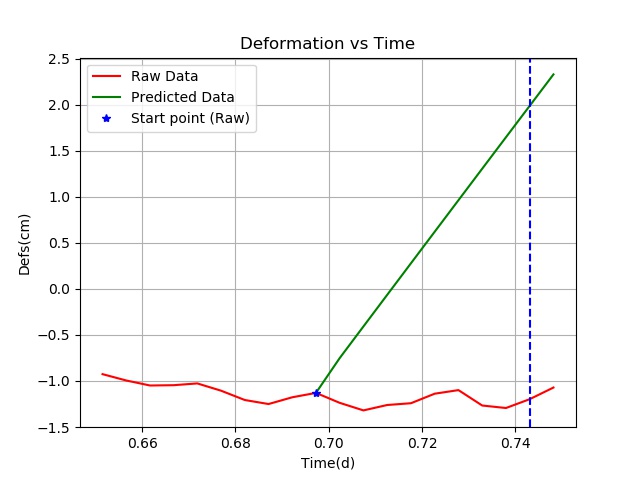 Deformation vs Time
Raw Data
Predicted Data
Start point (Raw)
Defs(cm)
2.5
2.0
1.5
1.0
0.5
0.0
−0.5
−1.0
−1.5
0.66
0.68
0.70
0.72
0.74
Time(d)